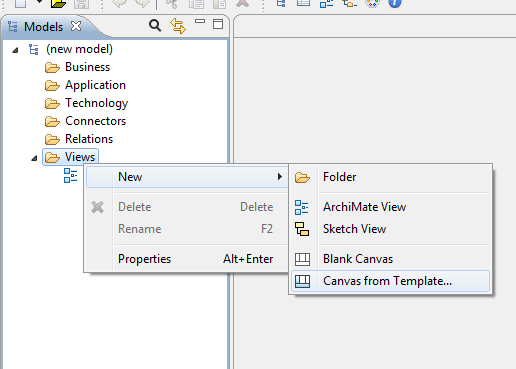 Models
(new model)
Business
Application
Technology
Connectors
Relations
Views
New
Delete Delete
Rename F2
Properties Alt+Enter
Folder
ArchiMate View
Sketch View
Blank Canvas
Canvas from Template...